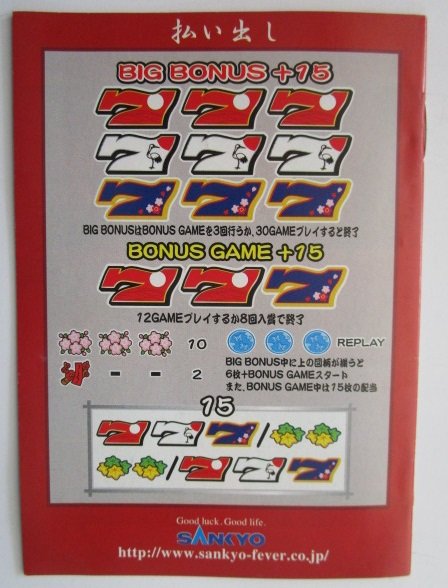 払い出し
BIG BONUS +15
BIG BONUSはBONUS GAMEを3回行うか、30GAMEプレイすると終了
BONUS GAME +15
12GAMEプレイするか8回入賞で終了
10
REPLAY
- - 2
BIG BONUS中に上の図柄が揃うと
6枚+BONUS GAMEスタート
また、BONUS GAME中は15枚の配当
15
/
/
Good luck. Good life.
SANKYO
http://www.sankyo-fever.co.jp/